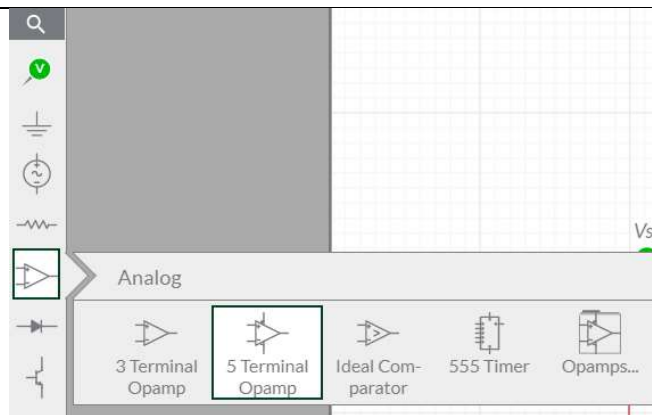 V
Vs
Analog
3 Terminal
Opamp
5 Terminal
Opamp
Ideal Com-
parator
555 Timer
Opamps...